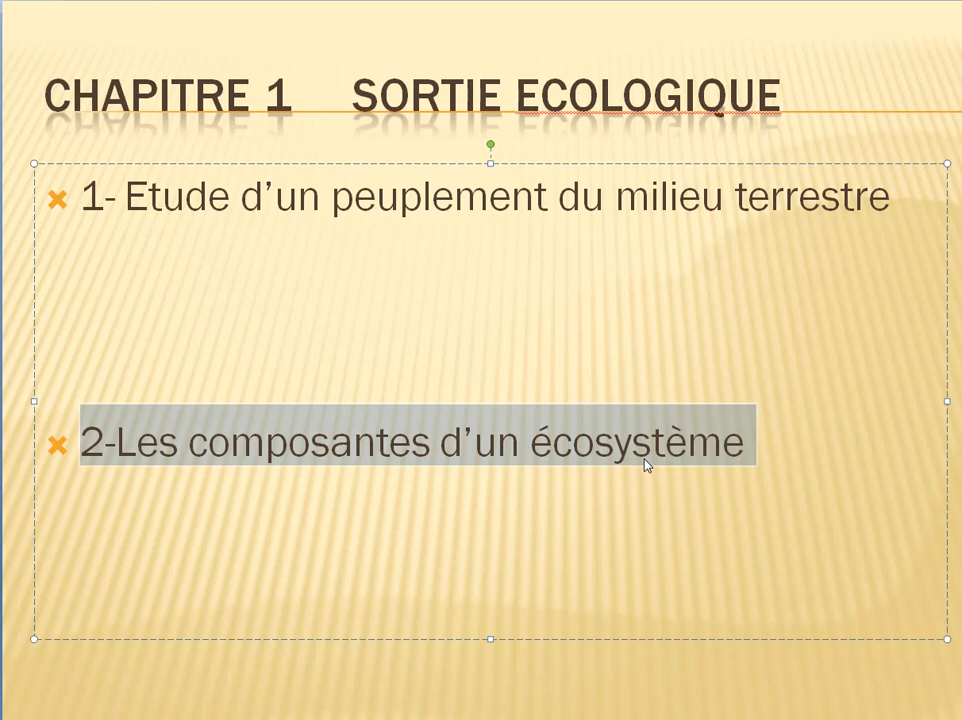 CHAPITRE 1 SORTIE ECOLOGIQUE
1- Etude d’un peuplement du milieu terrestre
2-Les composantes d’un écosystème